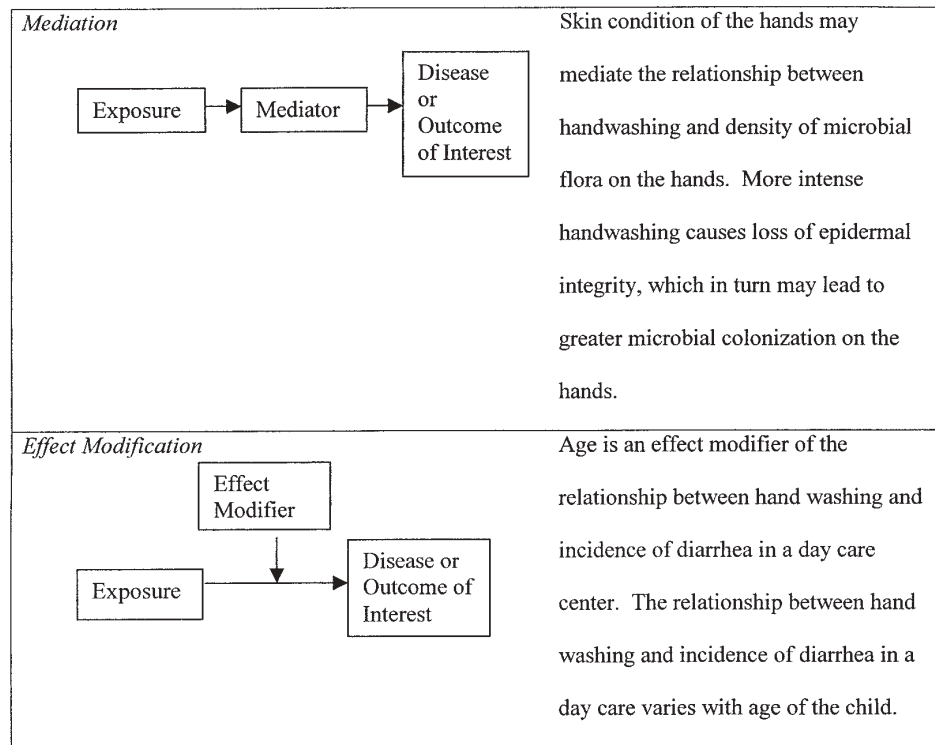 Mediation
Exposure
Mediator
Disease
or
Outcome
of Interest
Skin condition of the hands may
mediate the relationship between
handwashing and density of microbial
flora on the hands. More intense
handwashing causes loss of epidermal
integrity, which in turn may lead to
greater microbial colonization on the
hands.
Effect Modification
Effect
Modifier
Exposure
Disease or
Outcome of
Interest
Age is an effect modifier of the
relationship between hand washing and
incidence of diarrhea in a day care
center. The relationship between hand
washing and incidence of diarrhea in a
day care varies with age of the child.